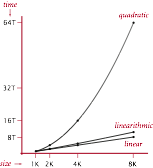 time
64T
quadratic
32T
16T
linearithmic
8T
linear
size
1K 2K 4K 8K